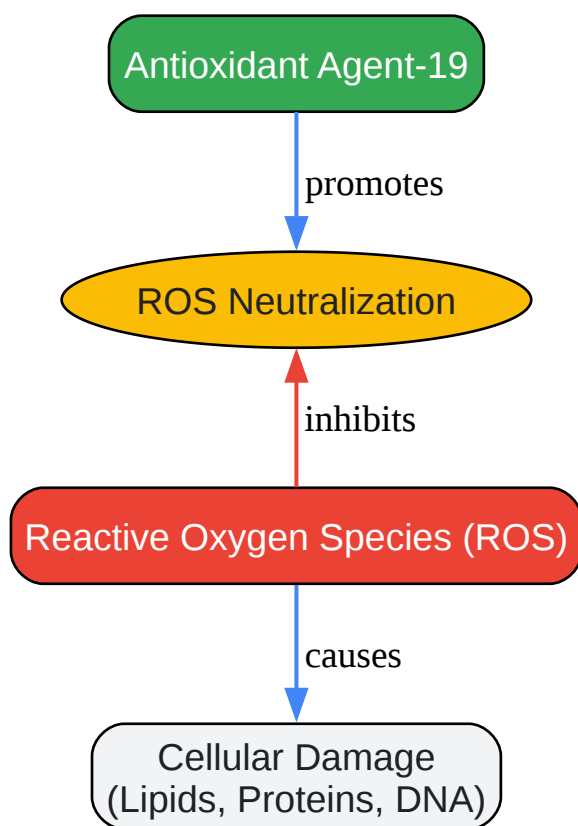 Antioxidant Agent-19
promotes
ROS Neutralization
inhibits
Reactive Oxygen Species (ROS)
causes
Cellular Damage
(Lipids, Proteins, DNA)